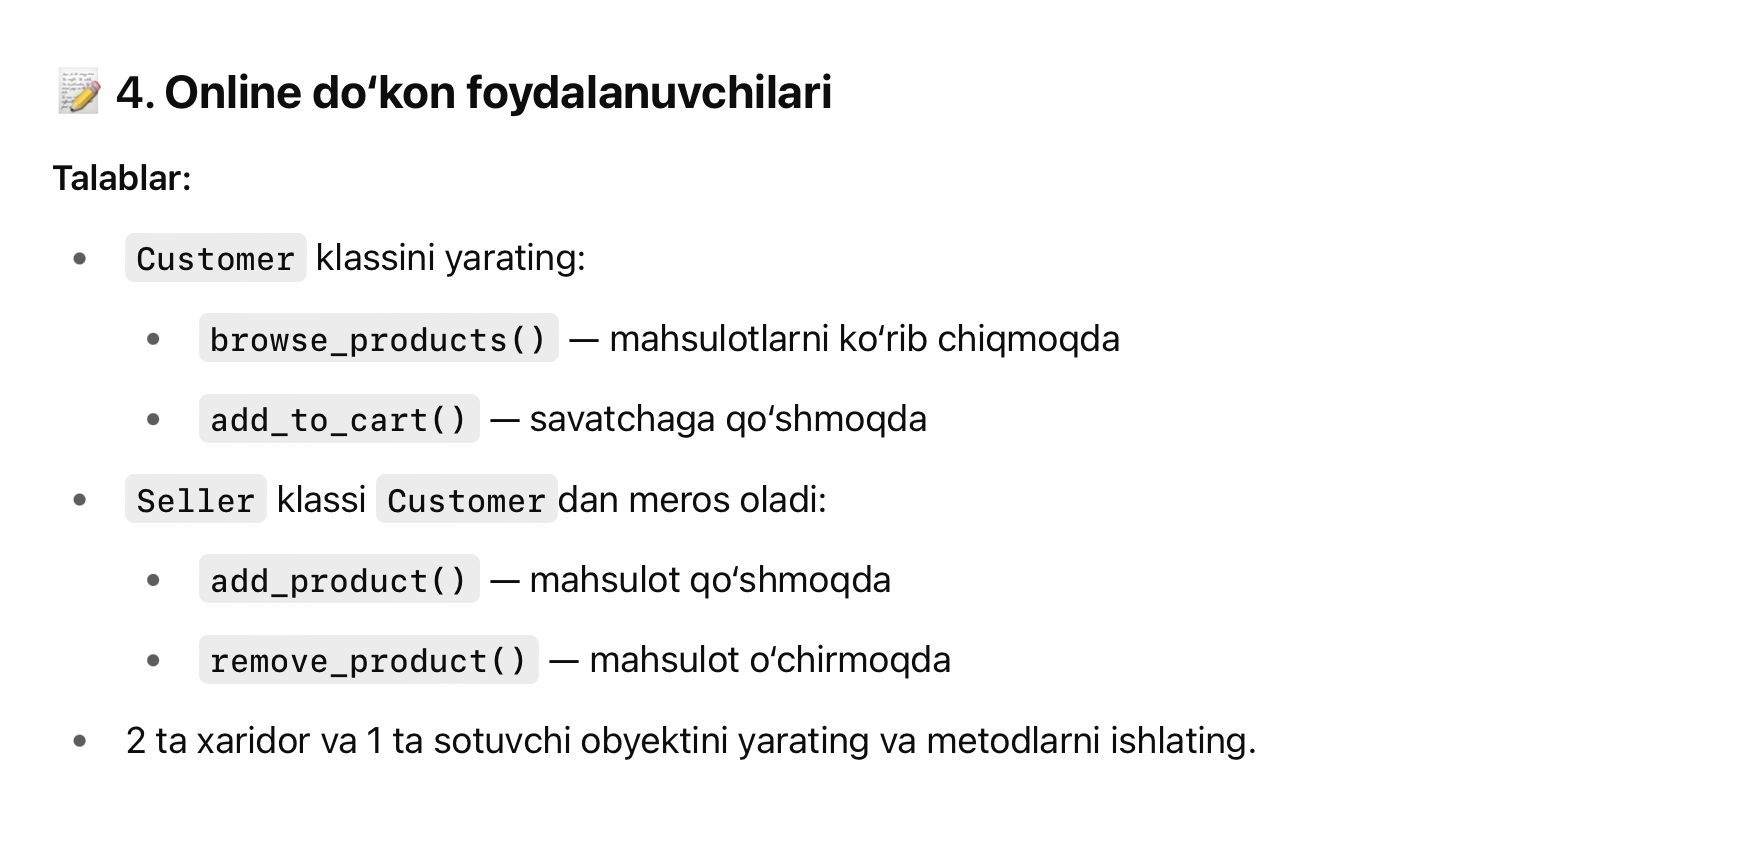 4. Online do‘kon foydalanuvchilari
Talablar:
Customer klassini yarating:
browse_products() — mahsulotlarni ko‘rib chiqmoqda
add_to_cart() — savatchaga qo‘shmoqda
Seller klassi Customerdan meros oladi:
add_product() — mahsulot qo‘shmoqda
remove_product() — mahsulot o‘chirmoqda
2 ta xaridor va 1 ta sotuvchi obyektini yarating va metodlarni ishlating.